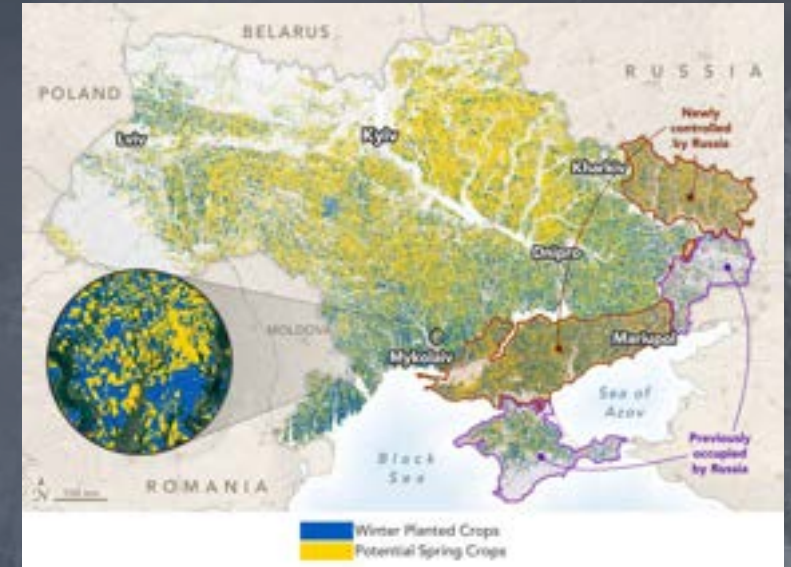 BELARUS
RUSSIA
POLAND
Newly
controlled
by Russia
Lviv
Kyiv
Kharkiv
Dnipro
MOLDOVA
Mykolaiv
Mariupol
Sea of
Azov
Previously
occupied
by Russia
Black
Sea
N
ROMANIA
Winter Planted Crops
Potential Spring Crops